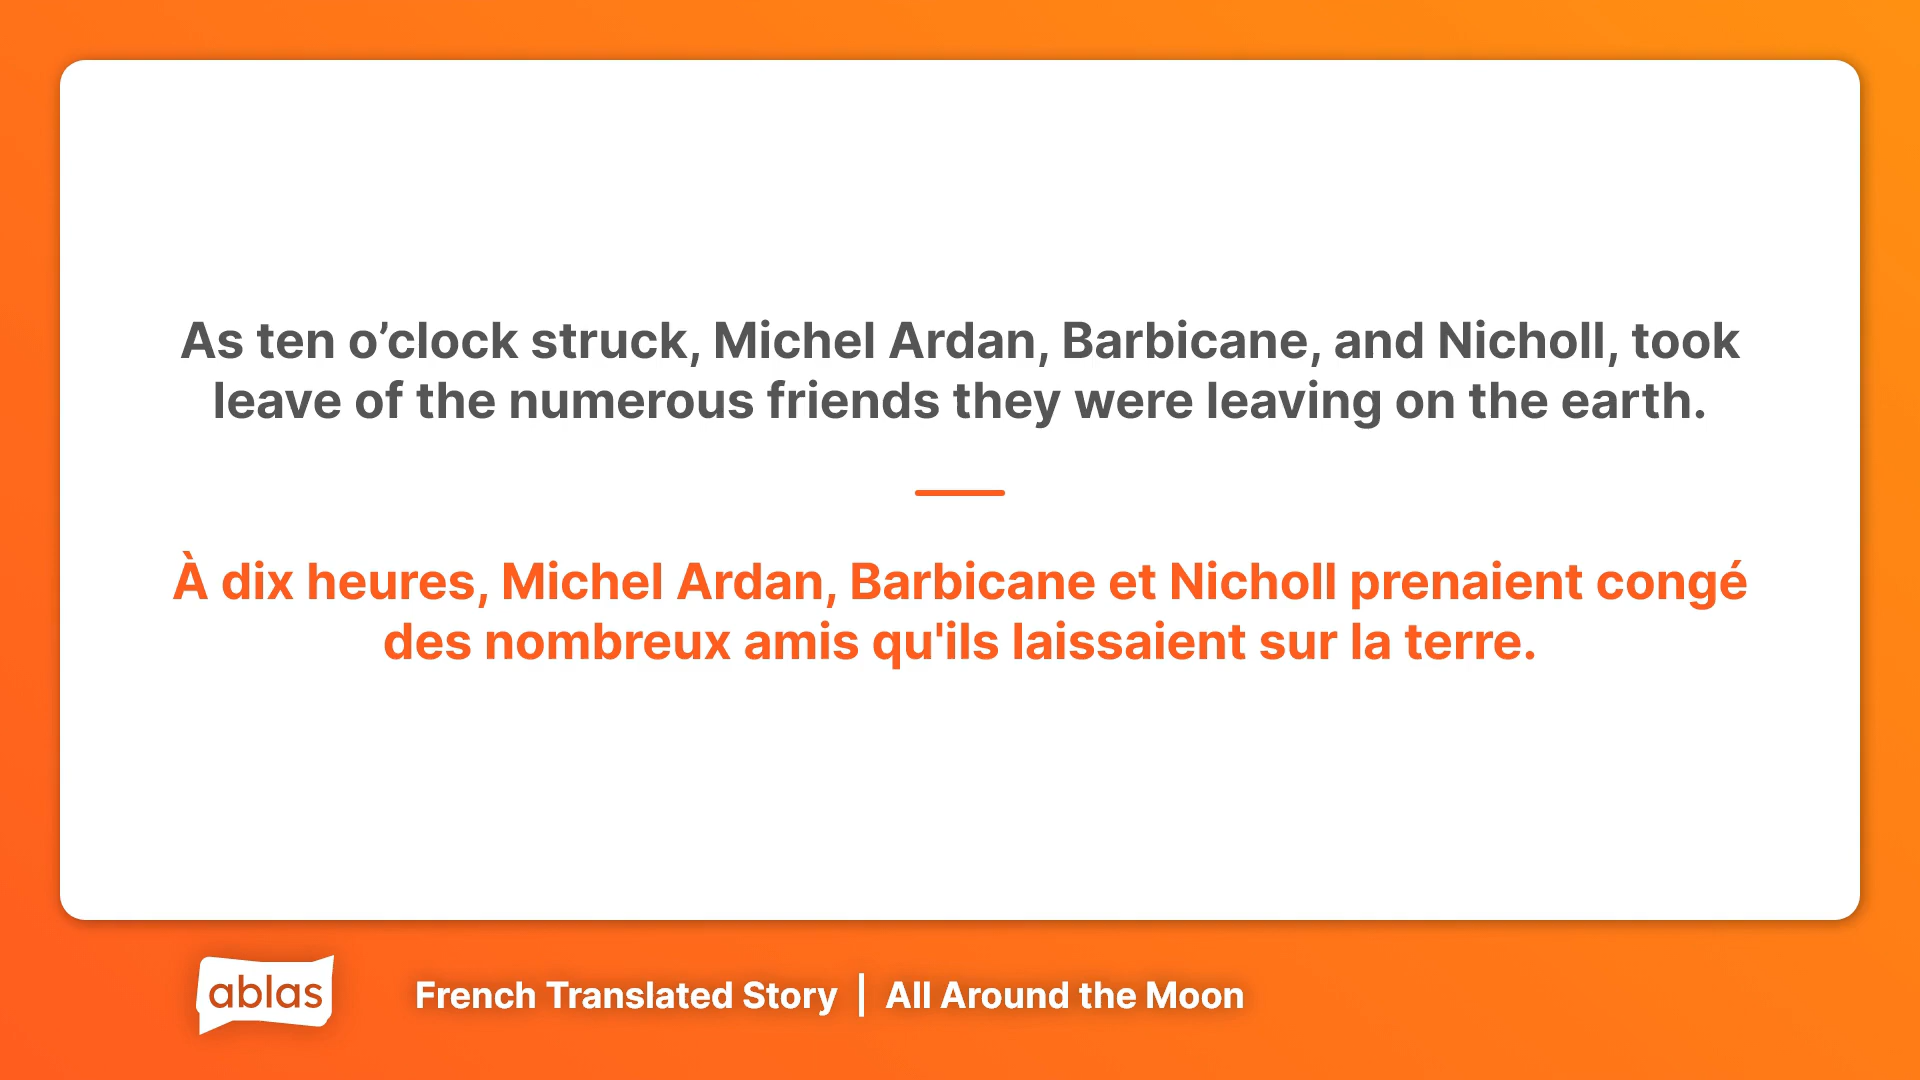 As ten o’clock struck, Michel Ardan, Barbicane, and Nicholl, took
leave of the numerous friends they were leaving on the earth.
À dix heures, Michel Ardan, Barbicane et Nicholl prenaient congé
des nombreux amis qu'ils laissaient sur la terre.
ablas
French Translated Story | All Around the Moon